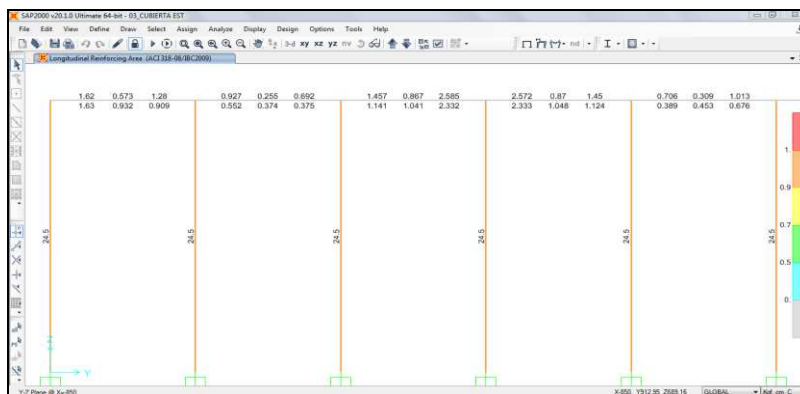 SAP2000 v20.1.0 Ultimate 64-bit - 03_CUBIERTA EST
File Edit View Define Draw Select Assign Analyze Display Design Options Tools Help
3-d xy xz yz nv nd
Longitudinal Reinforcing Area (ACI 318-08/IBC2009)
1.62 0.573 1.28 0.927 0.255 0.692 1.457 0.867 2.585 2.572 0.87 1.45 0.706 0.309 1.013
1.63 0.932 0.909 0.552 0.374 0.375 1.141 1.041 2.332 2.333 1.048 1.124 0.389 0.453 0.676
1.
0.9
0.7
24.5 24.5 24.5 24.5 24.5 24.5
0.5
0.
Z
Y
Y-Z Plane @ X=-850 X-850. Y912.95 Z689.16 GLOBAL Kgf, cm, C